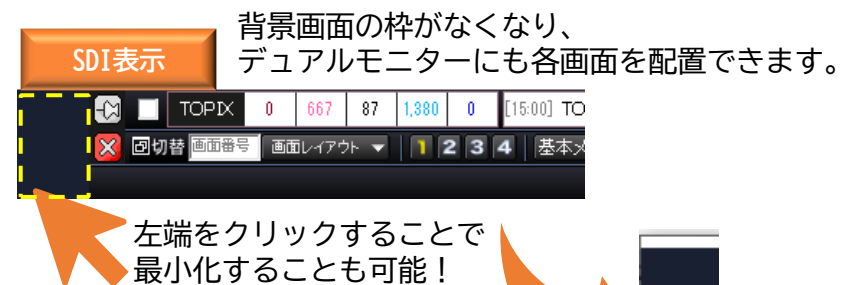 背景画面の枠がなくなり、
デュアルモニターにも各画面を配置できます。
SDI表示
TOPIX 0 667 87 1,380 0 [15:00] TO
切替 画面番号 画面レイアウト ▼ 1 2 3 4 基本メ
左端をクリックすることで
最小化することも可能！